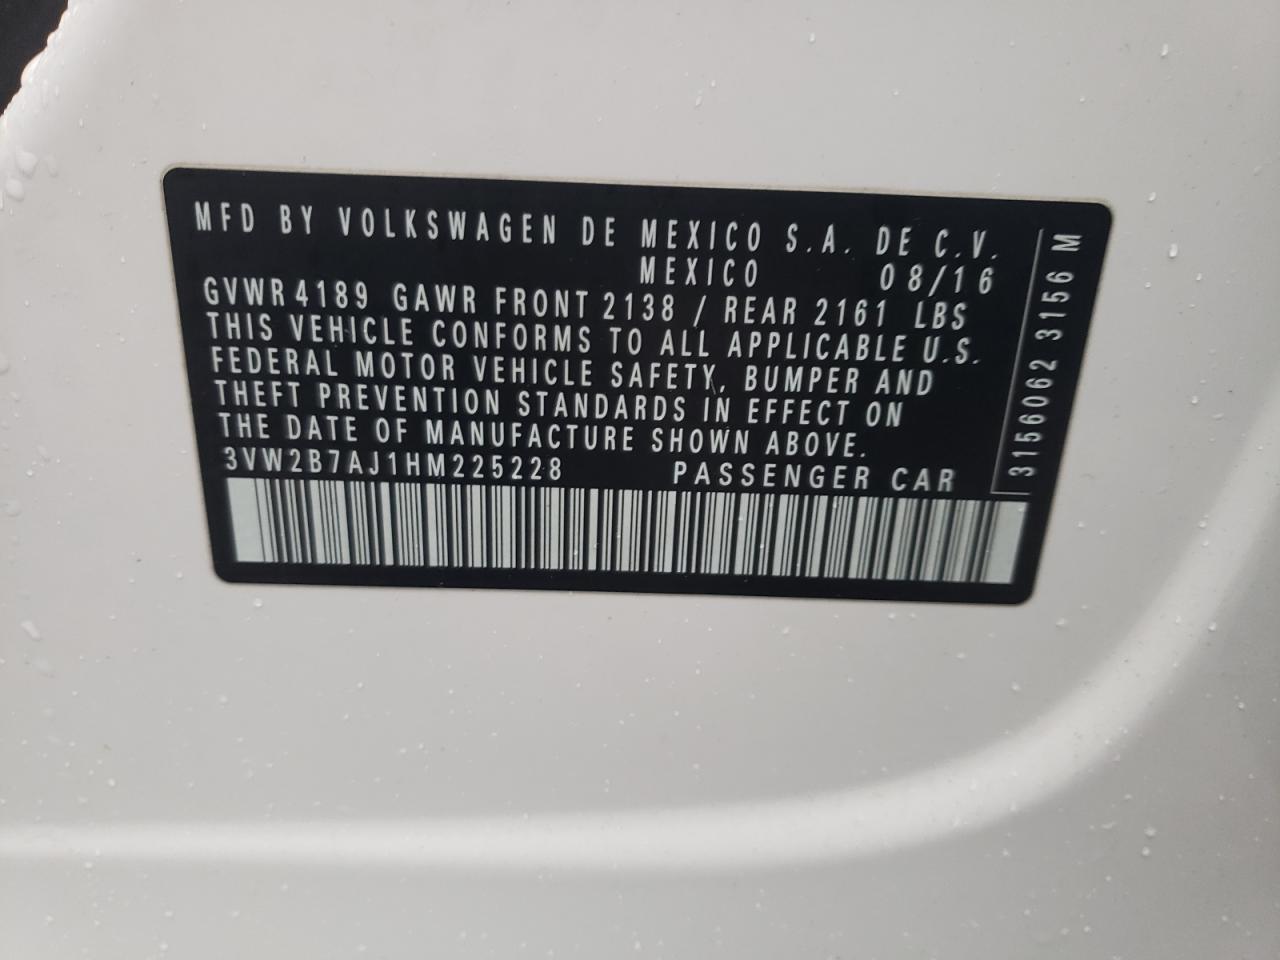 MFD BY VOLKSWAGEN DE MEXICO S.A. DE C.V.
MEXICO 08/16
GVWR 4189 GAWR FRONT 2138 / REAR 2161 LBS
THIS VEHICLE CONFORMS TO ALL APPLICABLE U.S.
FEDERAL MOTOR VEHICLE SAFETY, BUMPER AND
THEFT PREVENTION STANDARDS IN EFFECT ON
THE DATE OF MANUFACTURE SHOWN ABOVE.
3VW2B7AJ1HM225228 PASSENGER CAR
3156062 3156 M